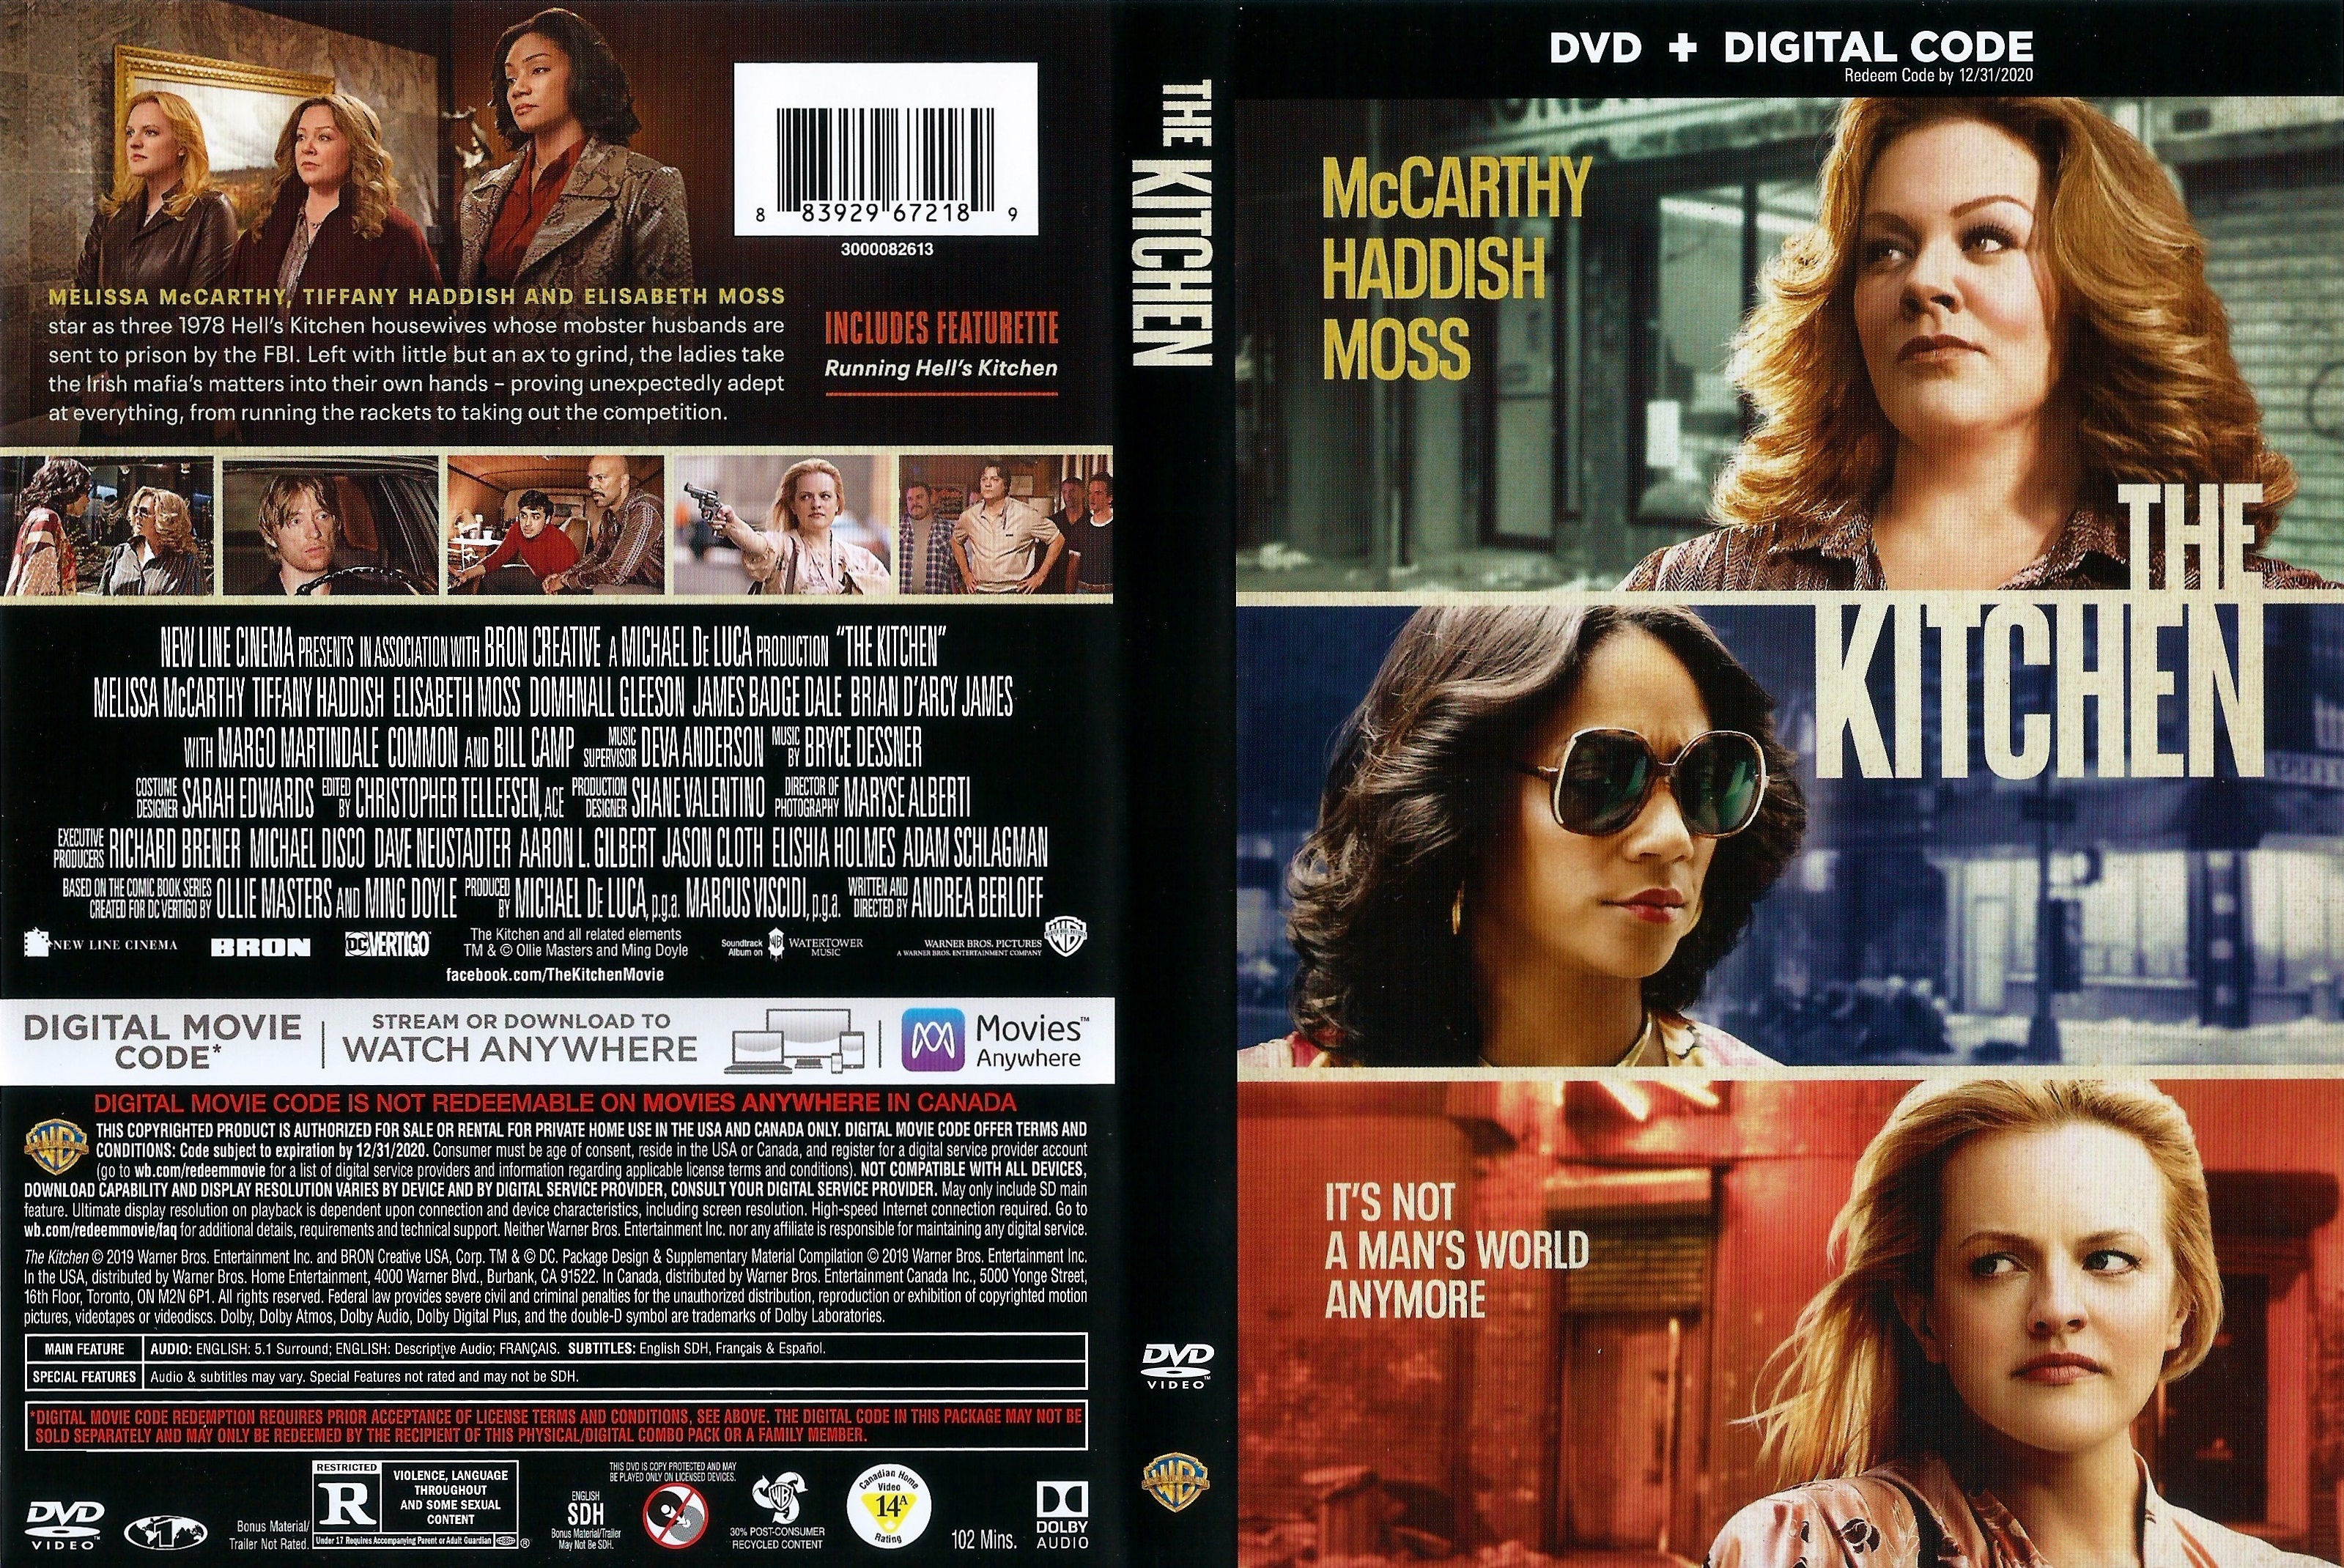 8 83929 67218 9
3000082613
MELISSA McCARTHY, TIFFANY HADDISH AND ELISABETH MOSS
star as three 1978 Hell's Kitchen housewives whose mobster husbands are
sent to prison by the FBI. Left with little but an ax to grind, the ladies take
the Irish mafia's matters into their own hands – proving unexpectedly adept
at everything, from running the rackets to taking out the competition.
INCLUDES FEATURETTE
Running Hell's Kitchen
NEW LINE CINEMA PRESENTS IN ASSOCIATION WITH BRON CREATIVE A MICHAEL De LUCA PRODUCTION "THE KITCHEN"
MELISSA McCARTHY TIFFANY HADDISH ELISABETH MOSS DOMHNALL GLEESON JAMES BADGE DALE BRIAN D'ARCY JAMES
WITH MARGO MARTINDALE COMMON AND BILL CAMP MUSIC SUPERVISOR DEVA ANDERSON MUSIC BY BRYCE DESSNER
COSTUME DESIGNER SARAH EDWARDS EDITED BY CHRISTOPHER TELLEFSEN, ACE PRODUCTION DESIGNER SHANE VALENTINO DIRECTOR OF PHOTOGRAPHY MARYSE ALBERTI
EXECUTIVE PRODUCERS RICHARD BRENER MICHAEL DISCO DAVE NEUSTADTER AARON L. GILBERT JASON CLOTH ELISHIA HOLMES ADAM SCHLAGMAN
BASED ON THE COMIC BOOK SERIES CREATED FOR DC VERTIGO BY OLLIE MASTERS AND MING DOYLE PRODUCED BY MICHAEL De LUCA, p.g.a. MARCUS VISCIDI, p.g.a. WRITTEN AND DIRECTED BY ANDREA BERLOFF
NEW LINE CINEMA
BRON
DC VERTIGO
The Kitchen and all related elements
TM & © Ollie Masters and Ming Doyle
Soundtrack Album on WATERTOWER MUSIC
WARNER BROS. PICTURES
A WARNER BROS. ENTERTAINMENT COMPANY
facebook.com/TheKitchenMovie
DIGITAL MOVIE
CODE*
STREAM OR DOWNLOAD TO
WATCH ANYWHERE
Movies™
Anywhere
DIGITAL MOVIE CODE IS NOT REDEEMABLE ON MOVIES ANYWHERE IN CANADA
THIS COPYRIGHTED PRODUCT IS AUTHORIZED FOR SALE OR RENTAL FOR PRIVATE HOME USE IN THE USA AND CANADA ONLY. DIGITAL MOVIE CODE OFFER TERMS AND
CONDITIONS: Code subject to expiration by 12/31/2020. Consumer must be age of consent, reside in the USA or Canada, and register for a digital service provider account
(go to wb.com/redeemmovie for a list of digital service providers and information regarding applicable license terms and conditions). NOT COMPATIBLE WITH ALL DEVICES,
DOWNLOAD CAPABILITY AND DISPLAY RESOLUTION VARIES BY DEVICE AND BY DIGITAL SERVICE PROVIDER, CONSULT YOUR DIGITAL SERVICE PROVIDER. May only include SD main
feature. Ultimate display resolution on playback is dependent upon connection and device characteristics, including screen resolution. High-speed Internet connection required. Go to
wb.com/redeemmovie/faq for additional details, requirements and technical support. Neither Warner Bros. Entertainment Inc. nor any affiliate is responsible for maintaining any digital service.
The Kitchen © 2019 Warner Bros. Entertainment Inc. and BRON Creative USA, Corp. TM & © DC. Package Design & Supplementary Material Compilation © 2019 Warner Bros. Entertainment Inc.
In the USA, distributed by Warner Bros. Home Entertainment, 4000 Warner Blvd., Burbank, CA 91522. In Canada, distributed by Warner Bros. Entertainment Canada Inc., 5000 Yonge Street,
16th Floor, Toronto, ON M2N 6P1. All rights reserved. Federal law provides severe civil and criminal penalties for the unauthorized distribution, reproduction or exhibition of copyrighted motion
pictures, videotapes or videodiscs. Dolby, Dolby Atmos, Dolby Audio, Dolby Digital Plus, and the double-D symbol are trademarks of Dolby Laboratories.
MAIN FEATURE AUDIO: ENGLISH: 5.1 Surround; ENGLISH: Descriptive Audio; FRANÇAIS. SUBTITLES: English SDH, Français & Español.
SPECIAL FEATURES Audio & subtitles may vary. Special Features not rated and may not be SDH.
*DIGITAL MOVIE CODE REDEMPTION REQUIRES PRIOR ACCEPTANCE OF LICENSE TERMS AND CONDITIONS, SEE ABOVE. THE DIGITAL CODE IN THIS PACKAGE MAY NOT BE
SOLD SEPARATELY AND MAY ONLY BE REDEEMED BY THE RECIPIENT OF THIS PHYSICAL/DIGITAL COMBO PACK OR A FAMILY MEMBER.
DVD
VIDEO™
1
Bonus Material/
Trailer Not Rated.
RESTRICTED
R
VIOLENCE, LANGUAGE
THROUGHOUT
AND SOME SEXUAL
CONTENT
Under 17 Requires Accompanying Parent or Adult Guardian ®
ENGLISH
SDH
Bonus Material/Trailer
May Not Be SDH.
THIS DVD IS COPY PROTECTED AND MAY
BE PLAYED ONLY ON LICENSED DEVICES.
WB
30% POST-CONSUMER
RECYCLED CONTENT
Canadian Home
Video
14A
Rating
102 Mins.
DOLBY
AUDIO
THE KITCHEN
DVD
VIDEO™
WB
DVD + DIGITAL CODE
Redeem Code by 12/31/2020
McCARTHY
HADDISH
MOSS
THE
KITCHEN
IT'S NOT
A MAN'S WORLD
ANYMORE